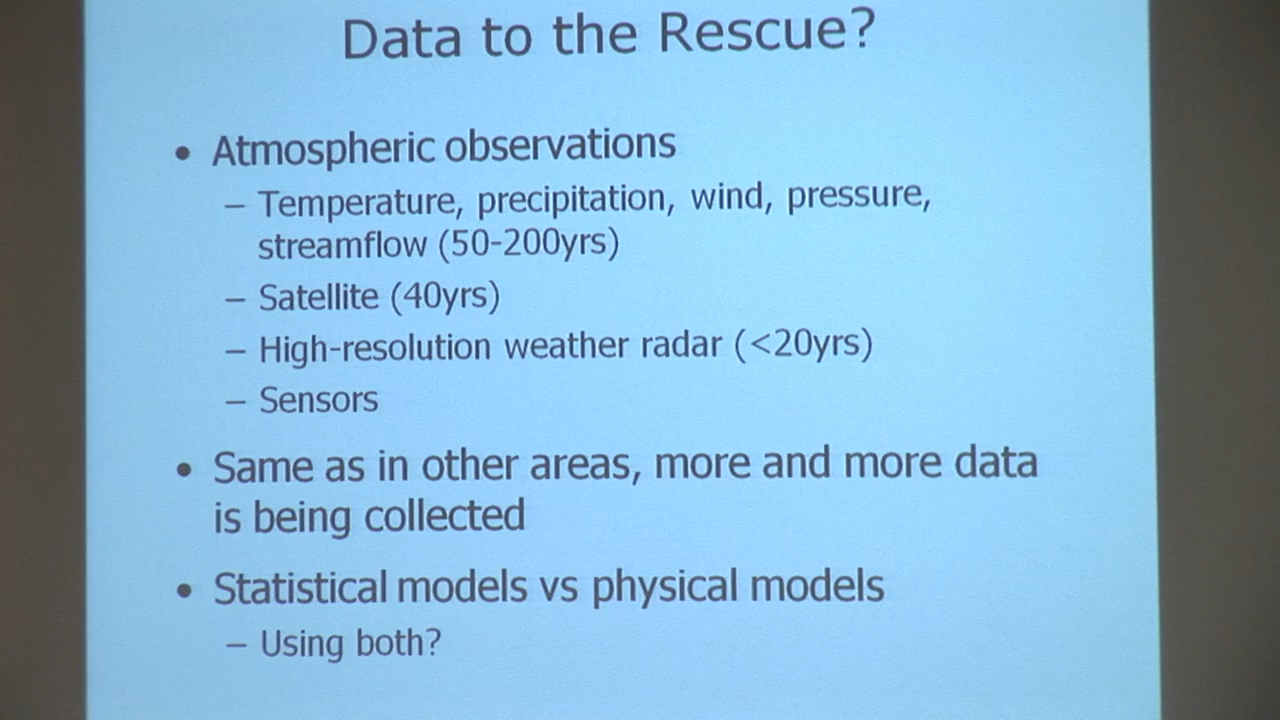 Data to the Rescue?
• Atmospheric observations
– Temperature, precipitation, wind, pressure,
streamflow (50-200yrs)
– Satellite (40yrs)
– High-resolution weather radar (<20yrs)
– Sensors
• Same as in other areas, more and more data
is being collected
• Statistical models vs physical models
– Using both?